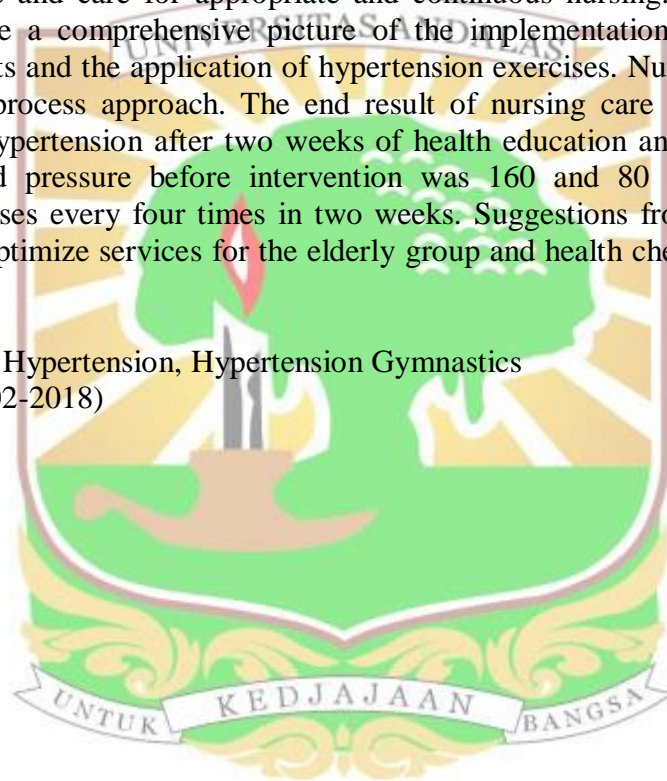 and care for appropriate and continuous nursing.
UNIVERSITAS ANDALAS
e a comprehensive picture of the implementation
ts and the application of hypertension exercises. Nu
process approach. The end result of nursing care
ypertension after two weeks of health education an
d pressure before intervention was 160 and 80
ses every four times in two weeks. Suggestions fro
ptimize services for the elderly group and health che
Hypertension, Hypertension Gymnastics
02-2018)
UNTUK KEDJAJAAN BANGSA